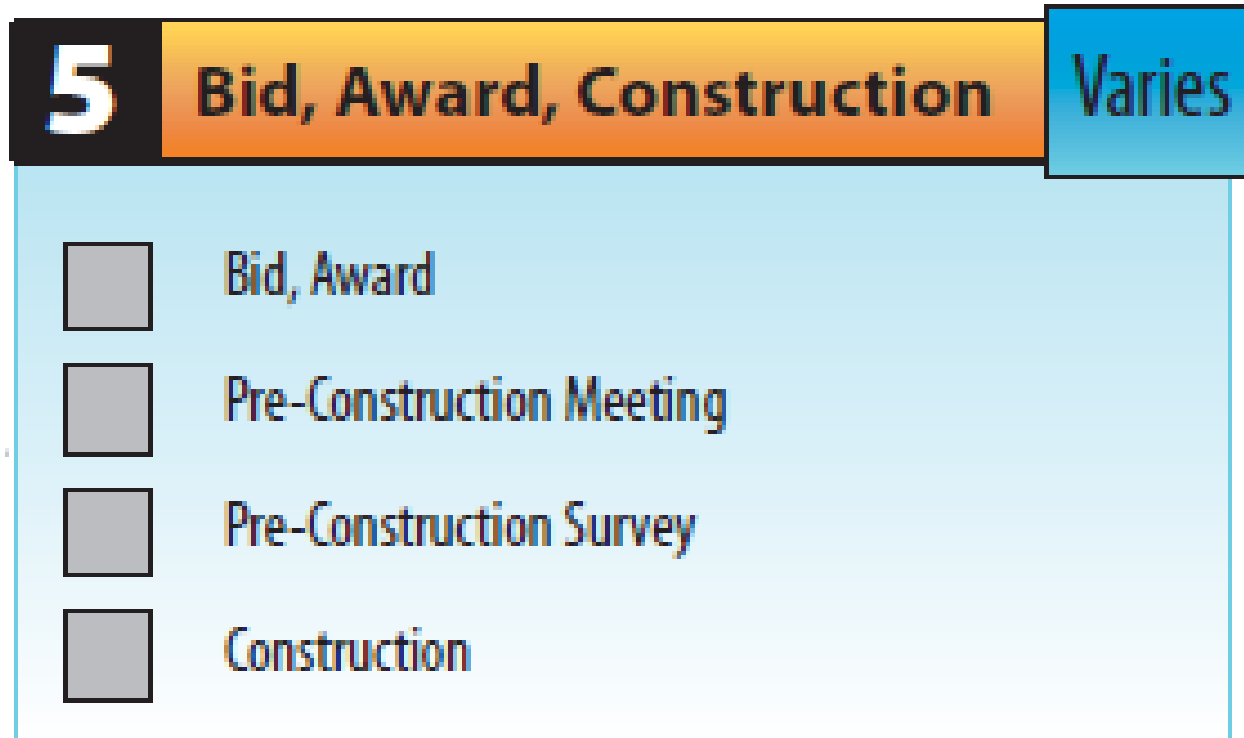 5 Bid, Award, Construction Varies
Bid, Award
Pre-Construction Meeting
Pre-Construction Survey
Construction